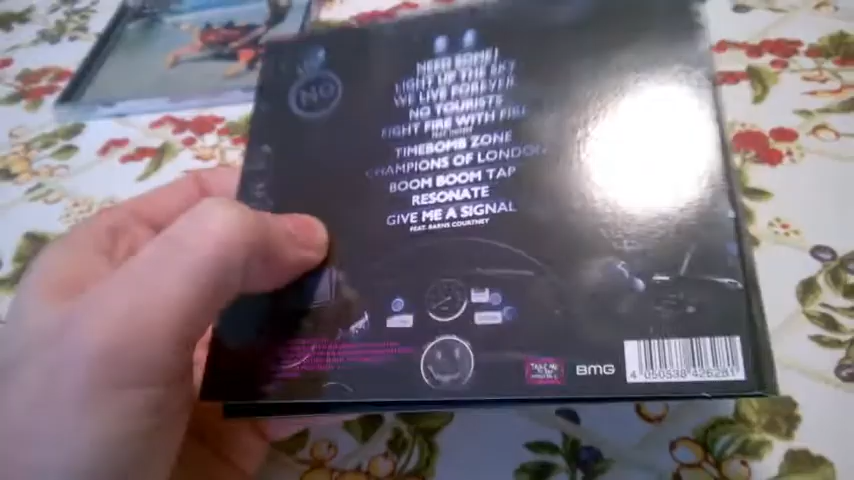 NEED SOME1
LIGHT UP THE SKY
WE LIVE FOREVER
NO TOURISTS
FIGHT FIRE WITH FIRE
TIMEBOMB ZONE
CHAMPIONS OF LONDON
BOOM BOOM TAP
RESONATE
GIVE ME A SIGNAL
FEAT. BARNS COURTNEY
NO
BMG
4 050538 426281